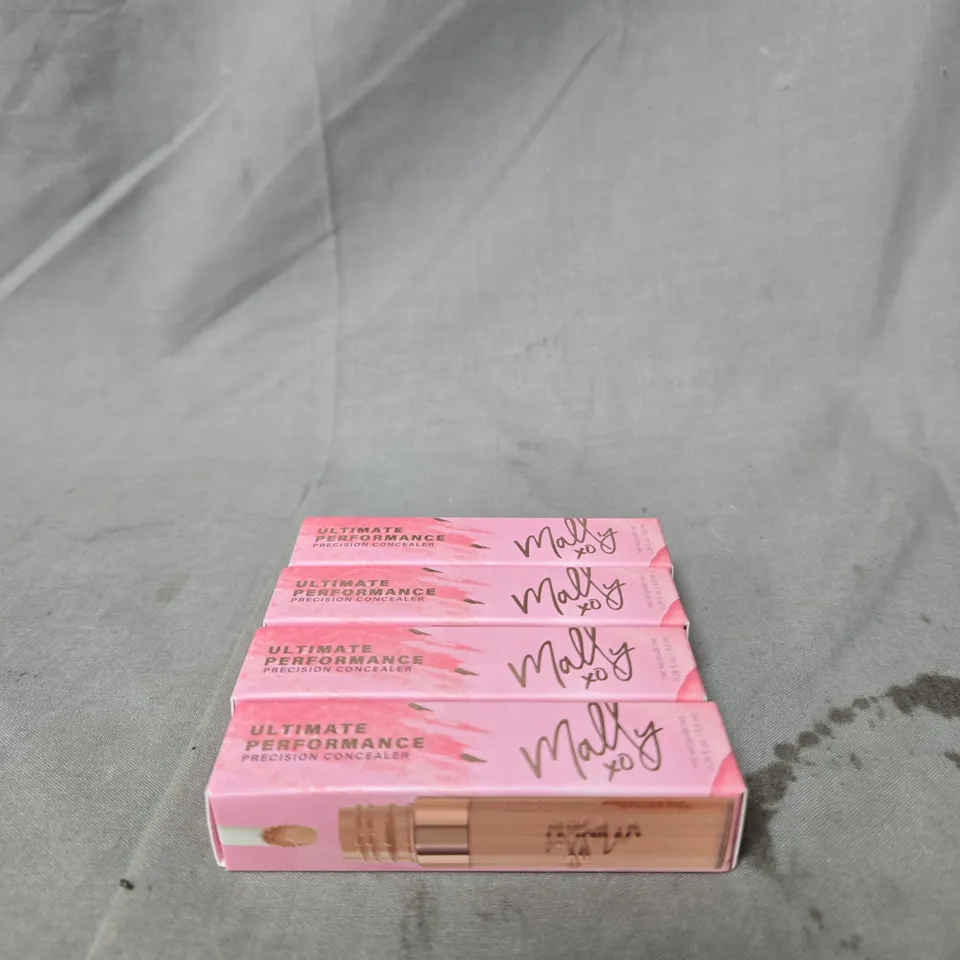 ULTIMATE
PERFORMANCE
PRECISION CONCEALER
Mally
xo
ULTIMATE
PERFORMANCE
PRECISION CONCEALER
Mally
xo
ULTIMATE
PERFORMANCE
PRECISION CONCEALER
Mally
xo
ULTIMATE
PERFORMANCE
PRECISION CONCEALER
Mally
xo